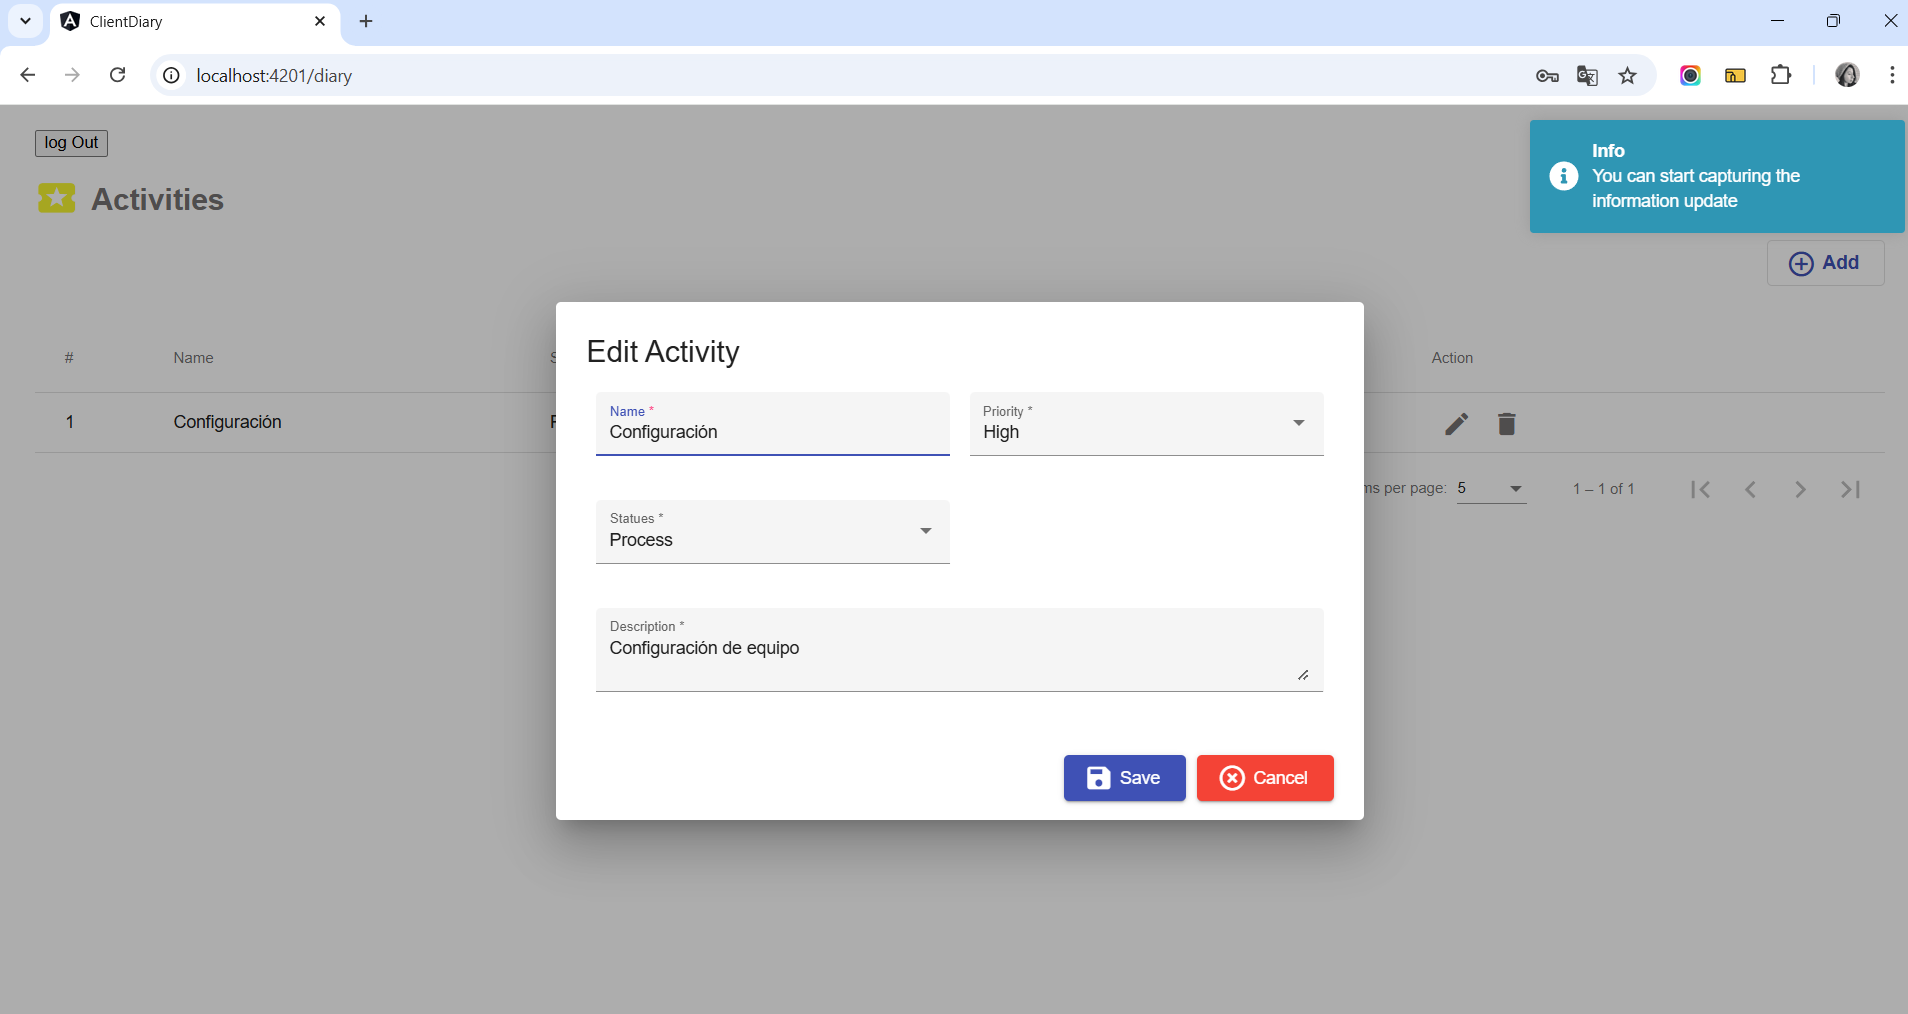 ClientDiary
localhost:4201/diary
log Out
Activities
Info
You can start capturing the
information update
Add
# Name Action
1 Configuración
per page: 5 1 – 1 of 1
Edit Activity
Name * Priority *
Configuración High
Statues *
Process
Description *
Configuración de equipo
Save Cancel